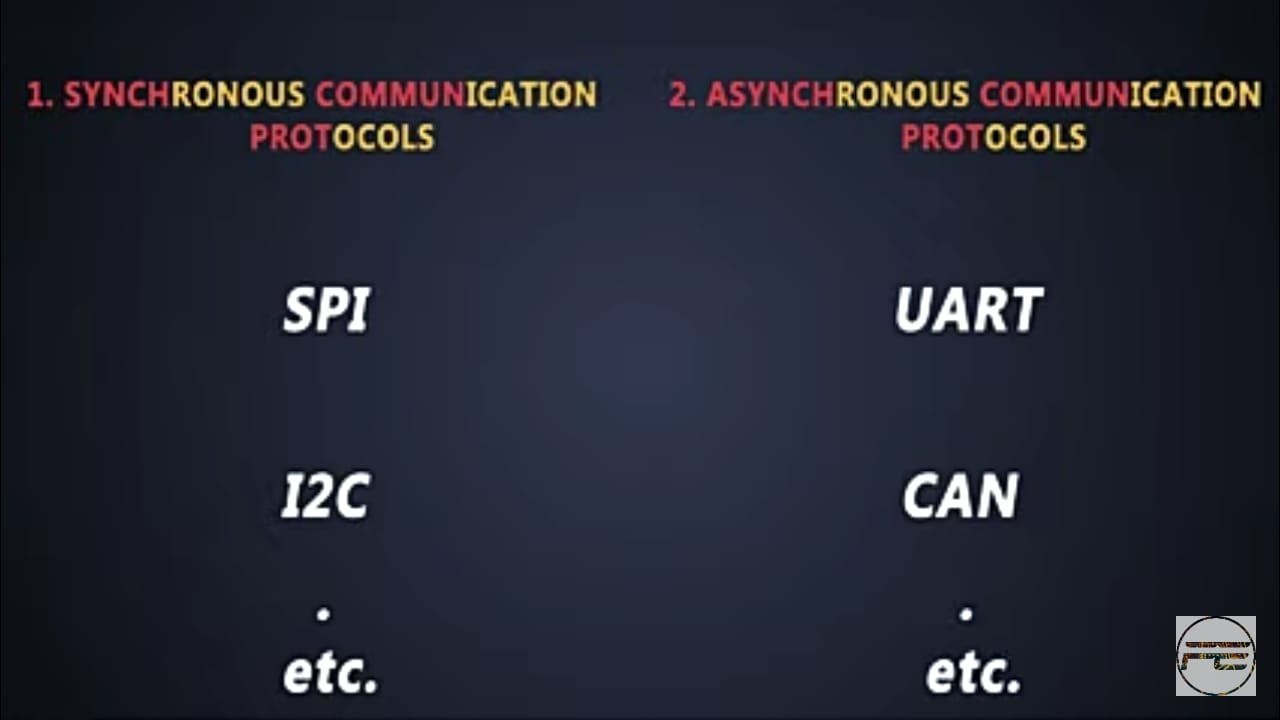 1. SYNCHRONOUS COMMUNICATION
PROTOCOLS
SPI
I2C
.
etc.
2. ASYNCHRONOUS COMMUNICATION
PROTOCOLS
UART
CAN
.
etc.